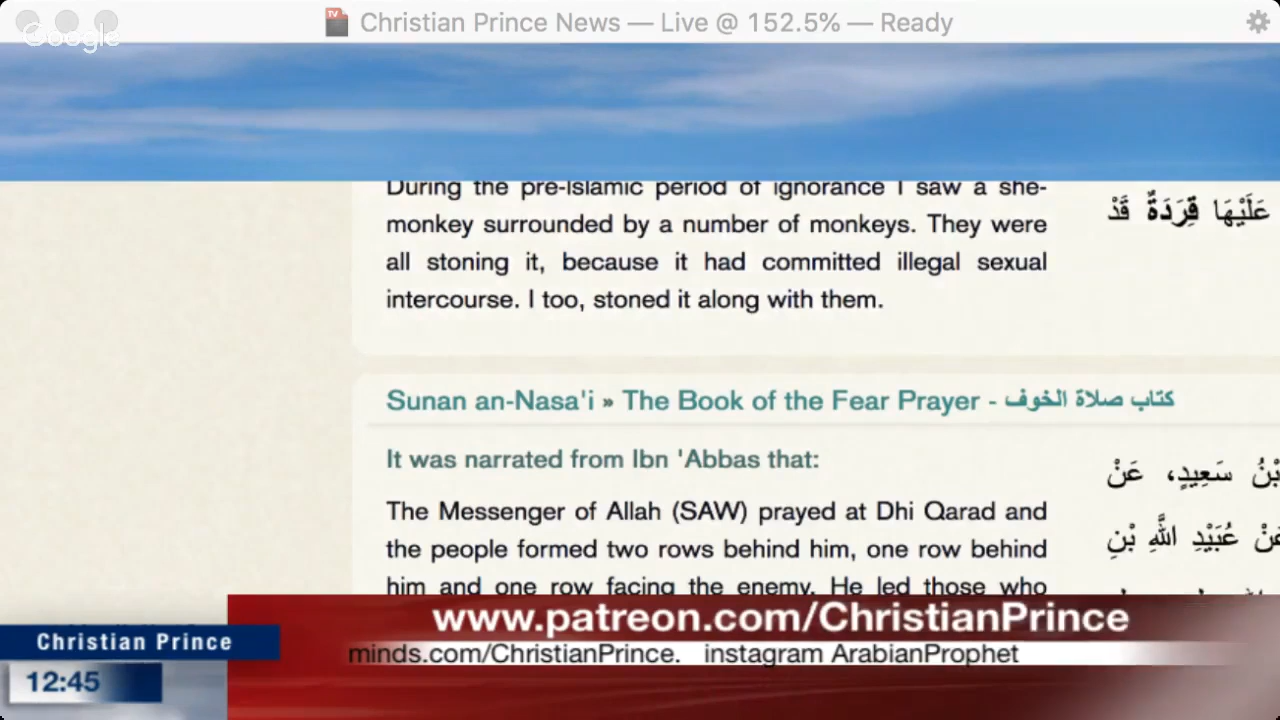 Christian Prince News — Live @ 152.5% — Ready
Google
During the pre-Islamic period of ignorance I saw a she-
monkey surrounded by a number of monkeys. They were
all stoning it, because it had committed illegal sexual
intercourse. I too, stoned it along with them.
عَلَيْهَا قِرَدَةٌ قَدْ
Sunan an-Nasa'i » The Book of the Fear Prayer - كتاب صلاة الخوف
It was narrated from Ibn 'Abbas that:
The Messenger of Allah (SAW) prayed at Dhi Qarad and
the people formed two rows behind him, one row behind
him and one row facing the enemy. He led those who
بْنُ سَعِيدٍ، عَنْ
عَنْ عُبَيْدِ اللَّهِ بْنِ
www.patreon.com/ChristianPrince
minds.com/ChristianPrince. instagram ArabianProphet
Christian Prince
12:45